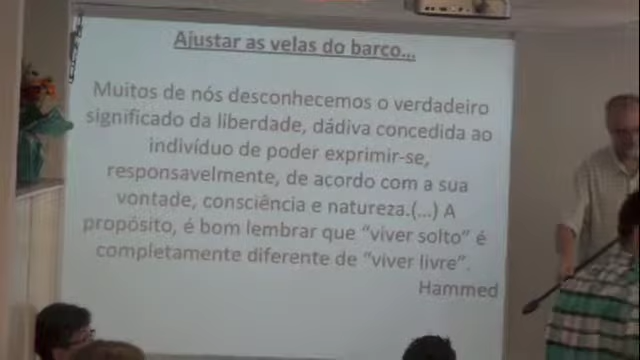 Ajustar as velas do barco...
Muitos de nós desconhecemos o verdadeiro
significado da liberdade, dádiva concedida ao
indivíduo de poder exprimir-se,
responsavelmente, de acordo com a sua
vontade, consciência e natureza.(...) A
propósito, é bom lembrar que “viver solto” é
completamente diferente de “viver livre”.
Hammed